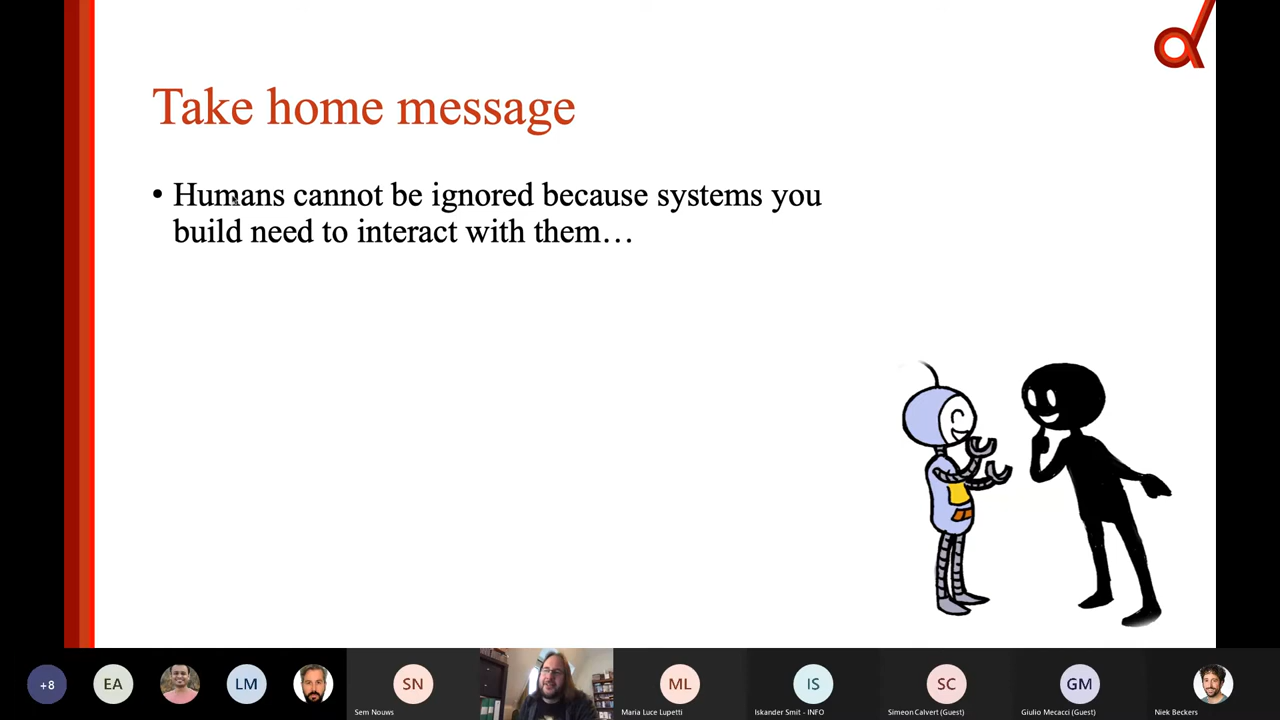 Take home message
• Humans cannot be ignored because systems you
build need to interact with them…
+8
EA
LM
SN
Sem Nouws
ML
Maria Luce Lupetti
IS
Iskander Smit - INFO
SC
Simeon Calvert (Guest)
GM
Giulio Mecacci (Guest)
Niek Beckers